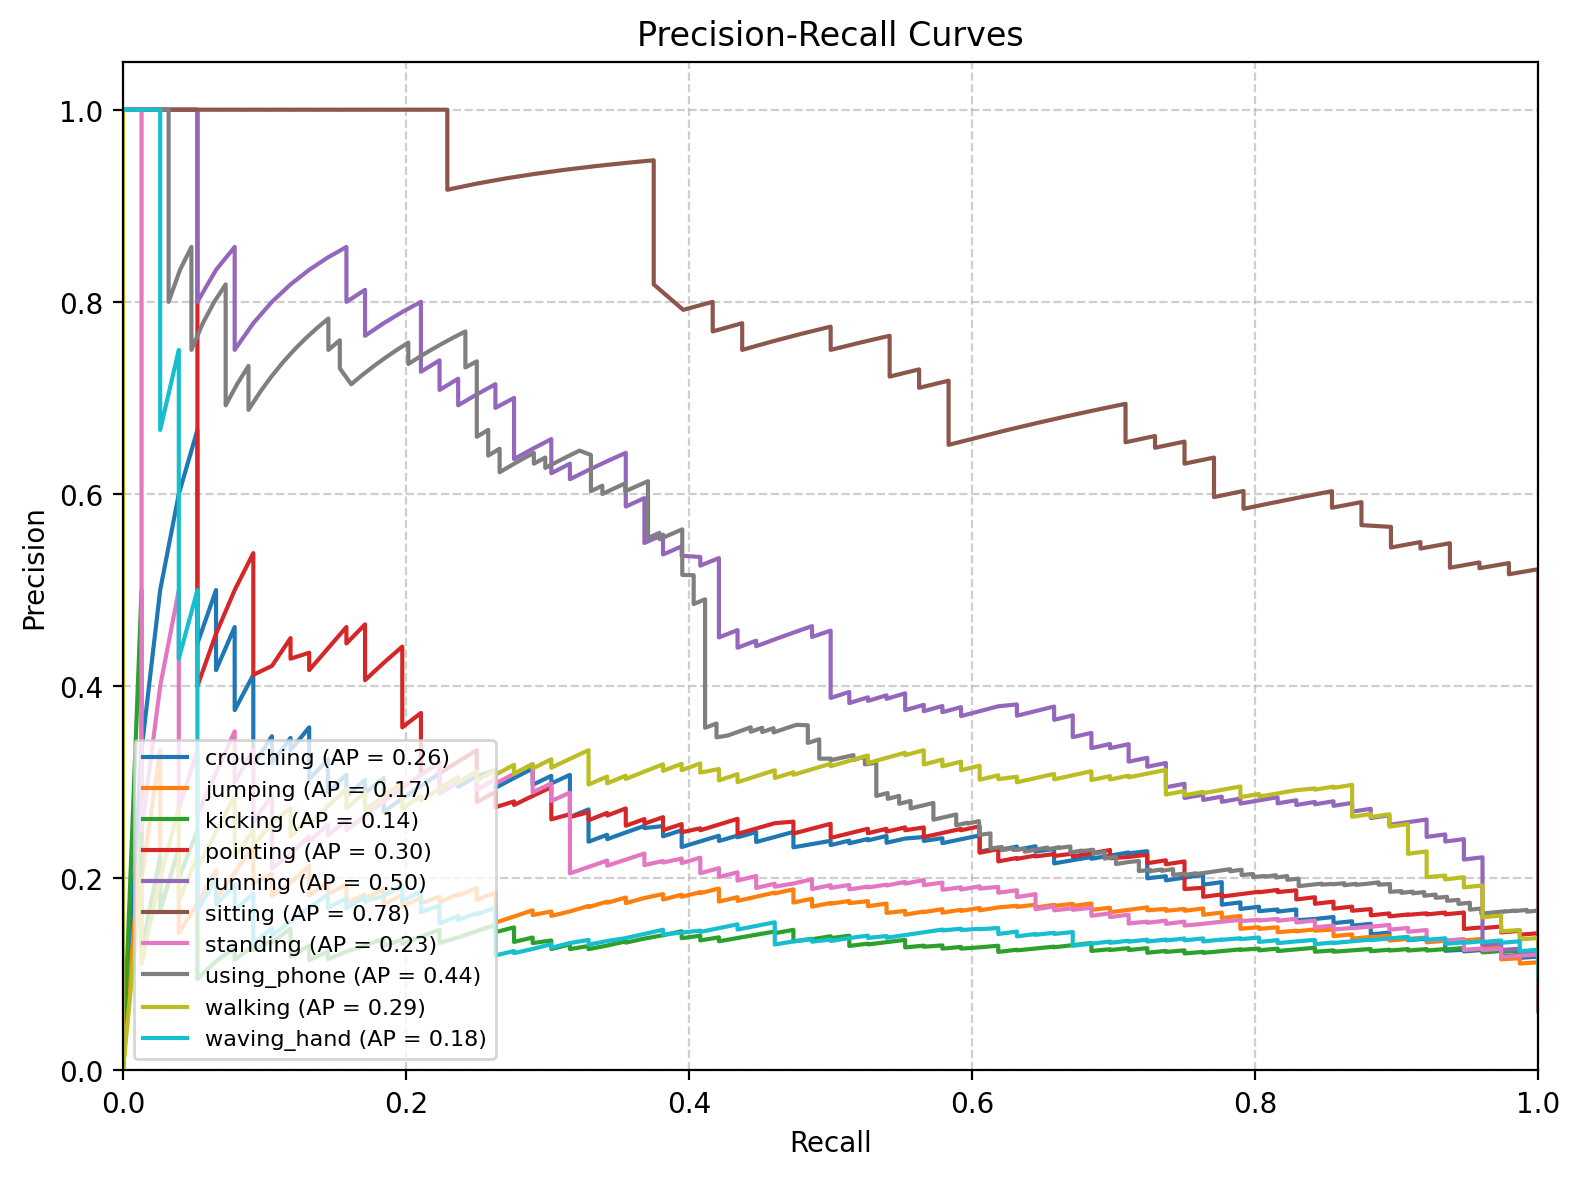 Precision-Recall Curves
Precision
1.0
0.8
0.6
0.4
0.2
0.0
crouching (AP = 0.26)
jumping (AP = 0.17)
kicking (AP = 0.14)
pointing (AP = 0.30)
running (AP = 0.50)
sitting (AP = 0.78)
standing (AP = 0.23)
using_phone (AP = 0.44)
walking (AP = 0.29)
waving_hand (AP = 0.18)
0.0 0.2 0.4 0.6 0.8 1.0
Recall